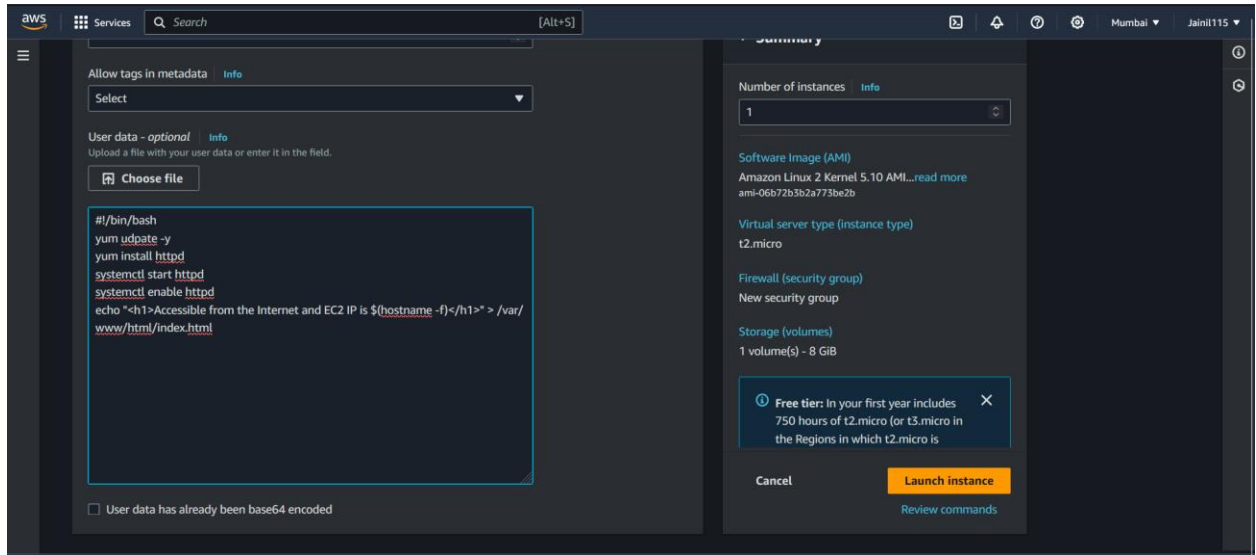 aws
Services
Search
[Alt+S]
Mumbai
Jainil115
Allow tags in metadata
Info
Select
User data - optional
Info
Upload a file with your user data or enter it in the field.
Choose file
#!/bin/bash
yum udpate -y
yum install httpd
systemctl start httpd
systemctl enable httpd
echo "<h1>Accessible from the Internet and EC2 IP is $(hostname -f)</h1>" > /var/
www/html/index.html
User data has already been base64 encoded
Summary
Number of instances
Info
1
Software Image (AMI)
Amazon Linux 2 Kernel 5.10 AMI...read more
ami-06b72b3b2a773be2b
Virtual server type (instance type)
t2.micro
Firewall (security group)
New security group
Storage (volumes)
1 volume(s) - 8 GiB
Free tier: In your first year includes
750 hours of t2.micro (or t3.micro in
the Regions in which t2.micro is
Cancel
Launch instance
Review commands